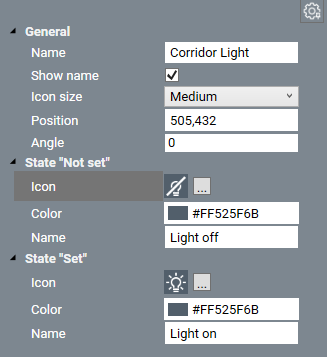 General
Name Corridor Light
Show name
Icon size Medium
Position 505,432
Angle 0
State "Not set"
Icon ...
Color #FF525F6B
Name Light off
State "Set"
Icon ...
Color #FF525F6B
Name Light on